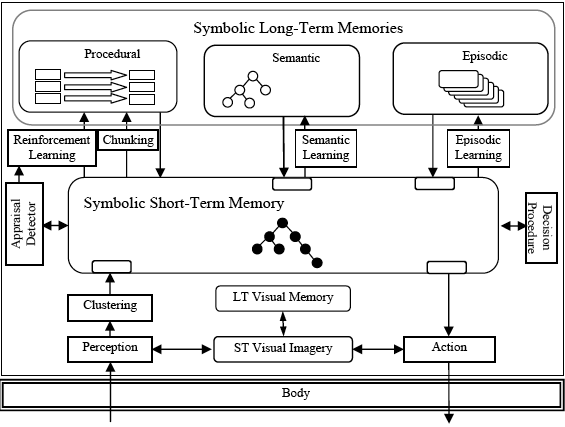 Symbolic Long-Term Memories
Procedural
Semantic
Episodic
Reinforcement
Learning
Chunking
Semantic
Learning
Episodic
Learning
Appraisal
Detector
Symbolic Short-Term Memory
Decision
Procedure
Clustering
LT Visual Memory
Perception
ST Visual Imagery
Action
Body